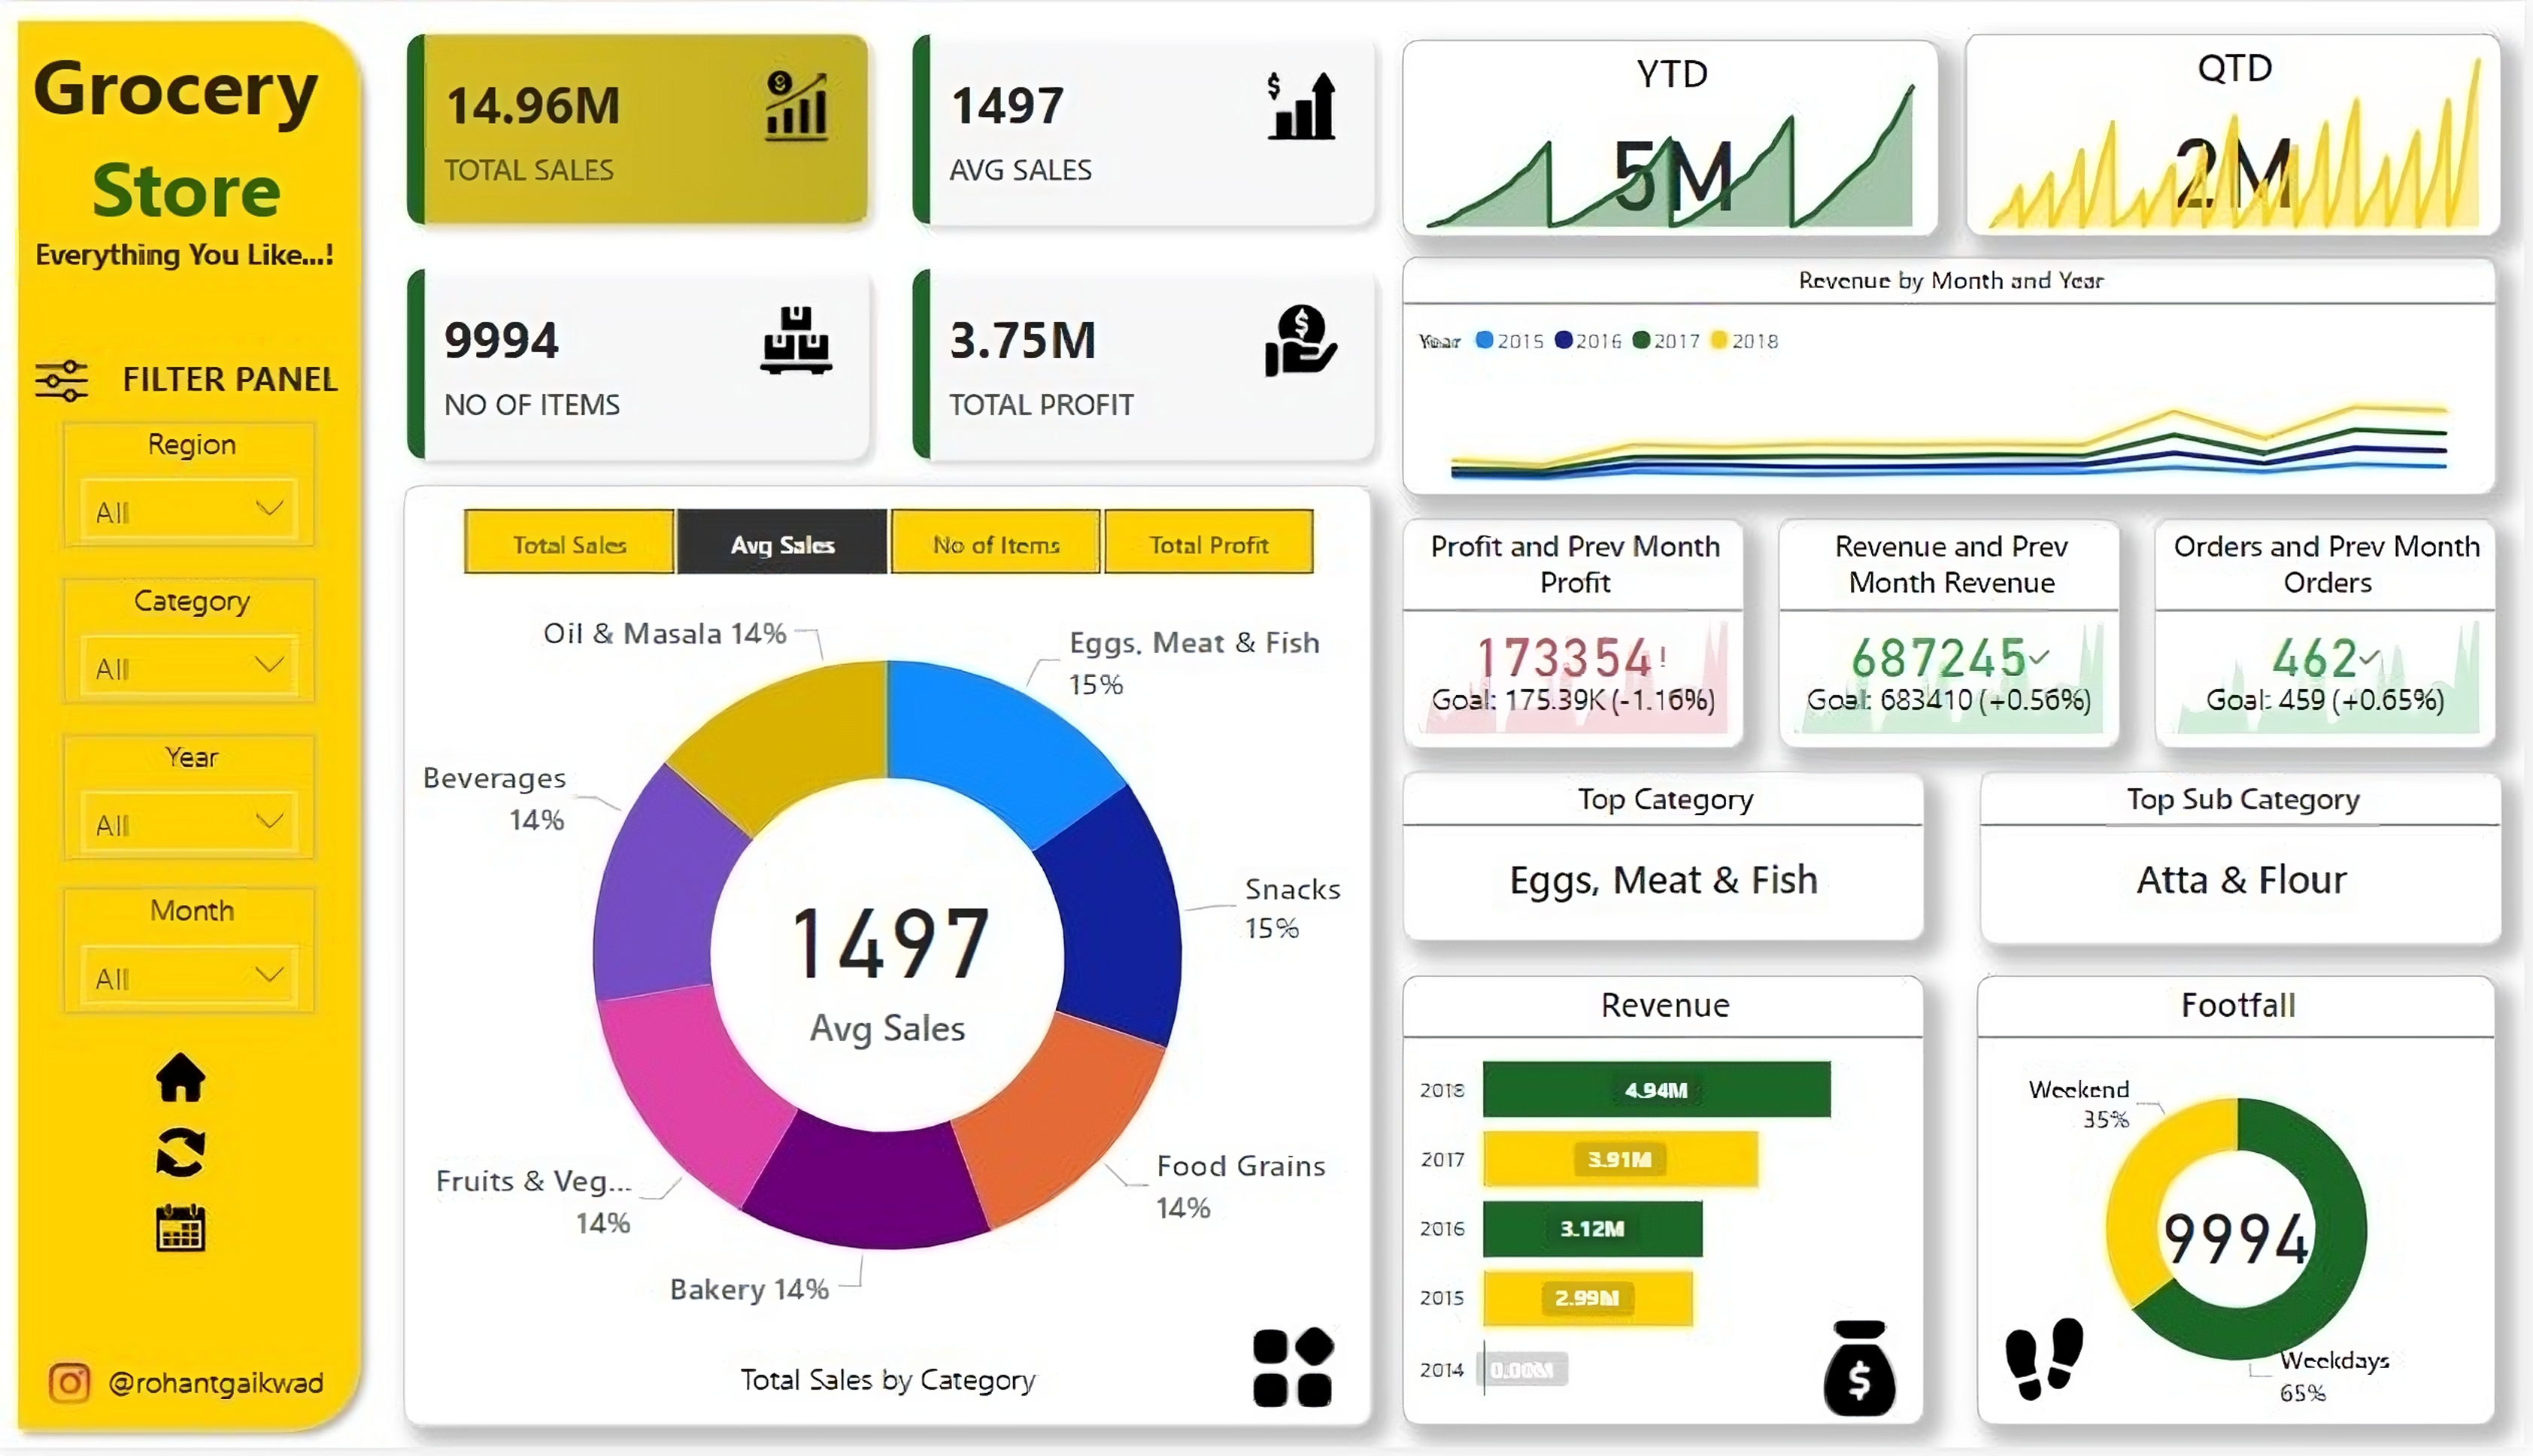 Grocery
Store
Everything You Like...!
FILTER PANEL
Region
All
Category
All
Year
All
Month
All
@rohantgaikwad
14.96M
TOTAL SALES
1497
AVG SALES
9994
NO OF ITEMS
3.75M
TOTAL PROFIT
Total Sales
Avg Sales
No of Items
Total Profit
Oil & Masala 14%
Eggs, Meat & Fish
15%
Beverages
14%
Snacks
15%
1497
Avg Sales
Food Grains
14%
Fruits & Veg...
14%
Bakery 14%
Total Sales by Category
YTD
5M
QTD
2M
Revenue by Month and Year
Year 2015 2016 2017 2018
Profit and Prev Month
Profit
173354!
Goal: 175.39K (-1.16%)
Revenue and Prev
Month Revenue
687245
Goal: 683410 (+0.56%)
Orders and Prev Month
Orders
462
Goal: 459 (+0.65%)
Top Category
Eggs, Meat & Fish
Top Sub Category
Atta & Flour
Revenue
2018 4.94M
2017 3.91M
2016 3.12M
2015 2.99M
2014 0.00M
Footfall
Weekend
35%
9994
Weekdays
65%